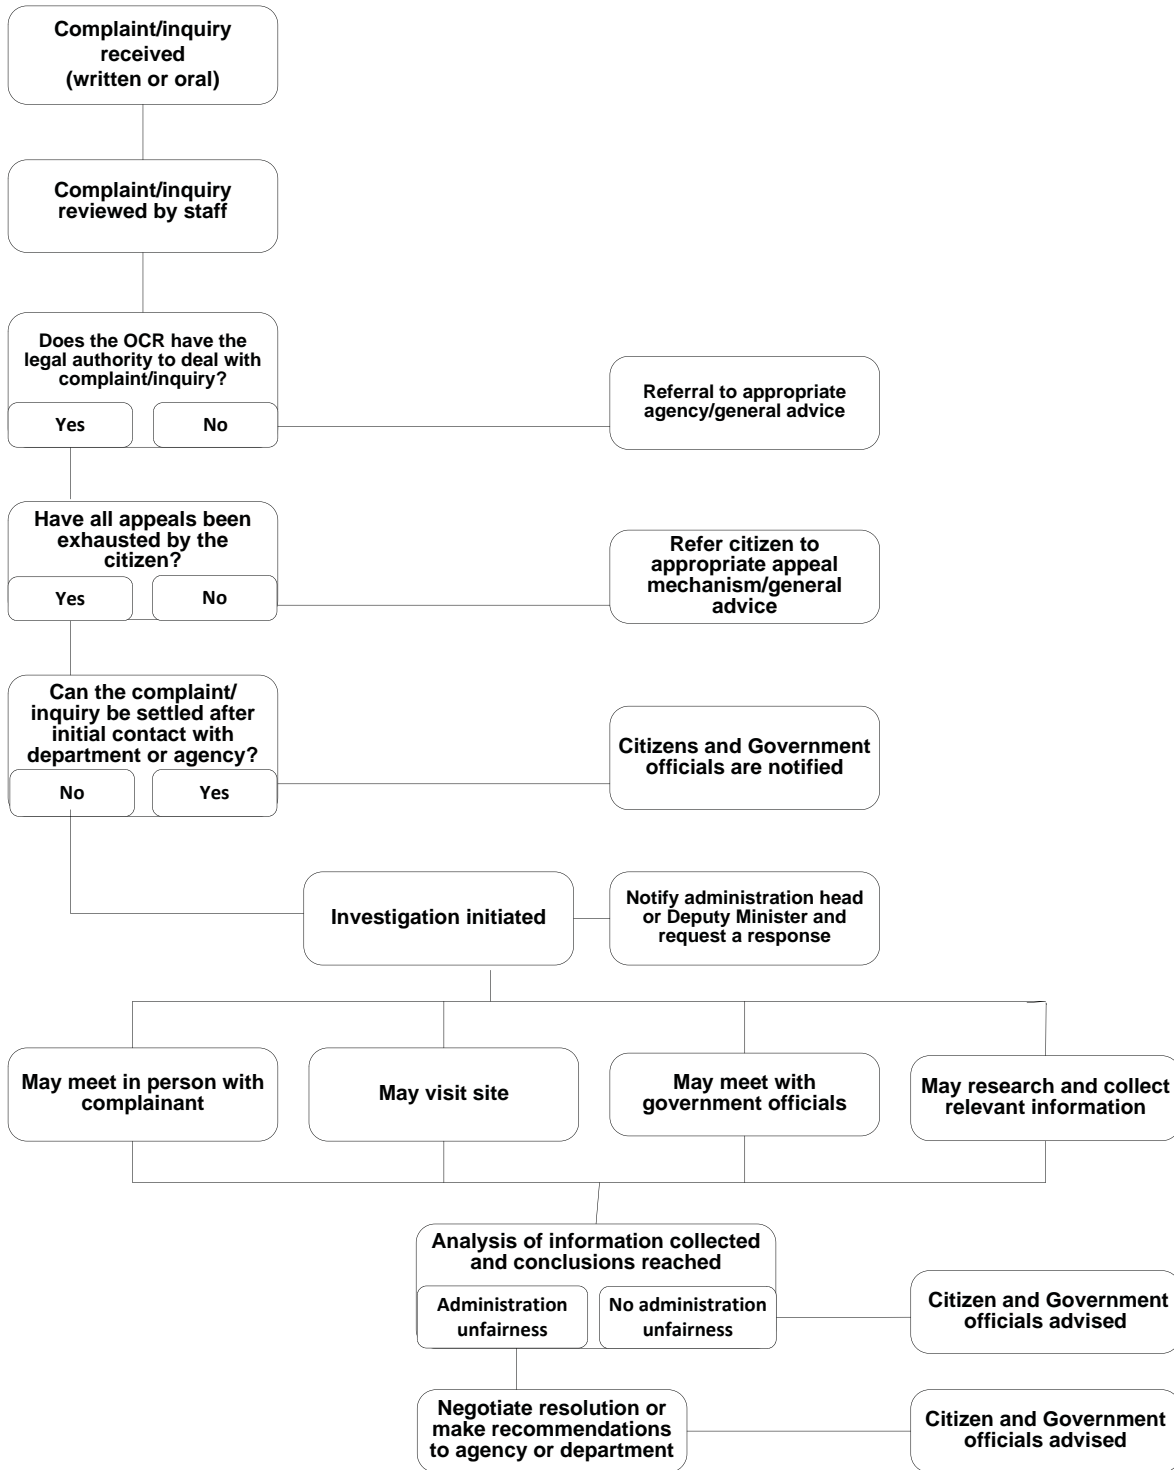 Complaint/inquiry
received
(written or oral)
Complaint/inquiry
reviewed by staff
Does the OCR have the
legal authority to deal with
complaint/inquiry?
Yes
No
Referral to appropriate
agency/general advice
Have all appeals been
exhausted by the
citizen?
Yes
No
Refer citizen to
appropriate appeal
mechanism/general
advice
Can the complaint/
inquiry be settled after
initial contact with
department or agency?
No
Yes
Citizens and Government
officials are notified
Investigation initiated
Notify administration head
or Deputy Minister and
request a response
May meet in person with
complainant
May visit site
May meet with
government officials
May research and collect
relevant information
Analysis of information collected
and conclusions reached
Administration
unfairness
No administration
unfairness
Citizen and Government
officials advised
Negotiate resolution or
make recommendations
to agency or department
Citizen and Government
officials advised